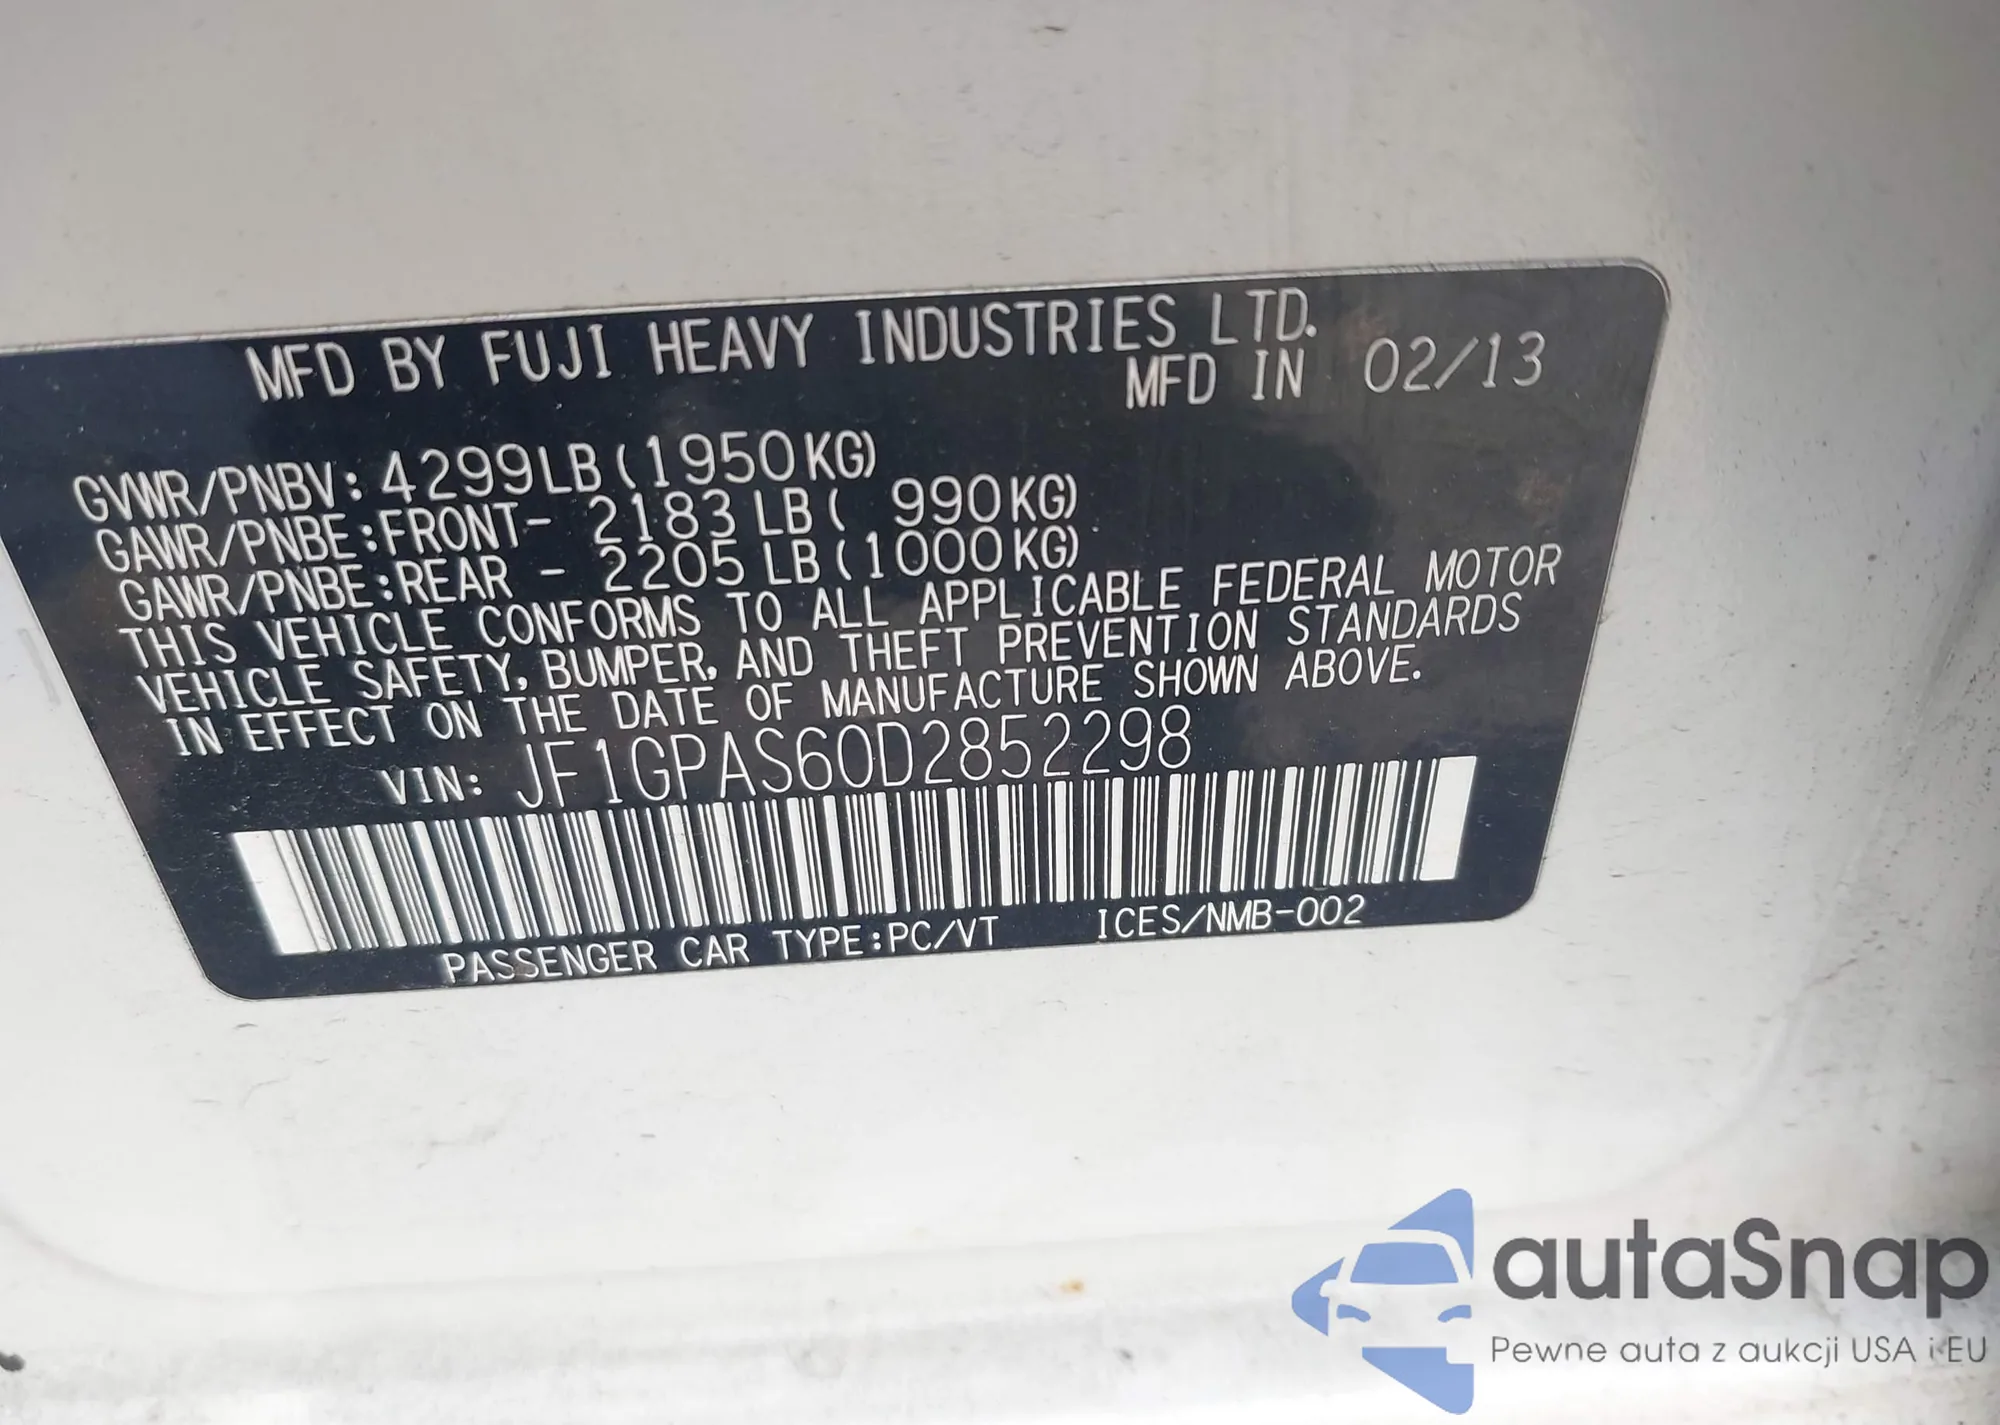 MFD BY FUJI HEAVY INDUSTRIES LTD.
MFD IN 02/13
GVWR/PNBV: 4299LB (1950KG)
GAWR/PNBE:FRONT- 2183 LB ( 990KG)
GAWR/PNBE:REAR - 2205 LB (1000KG)
THIS VEHICLE CONFORMS TO ALL APPLICABLE FEDERAL MOTOR
VEHICLE SAFETY, BUMPER, AND THEFT PREVENTION STANDARDS
IN EFFECT ON THE DATE OF MANUFACTURE SHOWN ABOVE.
VIN: JF1GPAS60D2852298
PASSENGER CAR TYPE:PC/VT ICES/NMB-002
autaSnap
Pewne auta z aukcji USA i EU